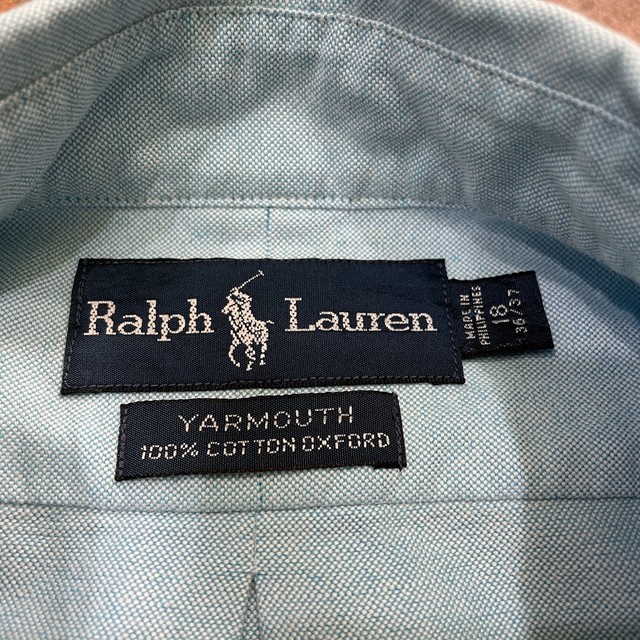 Ralph Lauren
MADE IN
PHILIPPINES
18
36/37
YARMOUTH
100% COTTON OXFORD